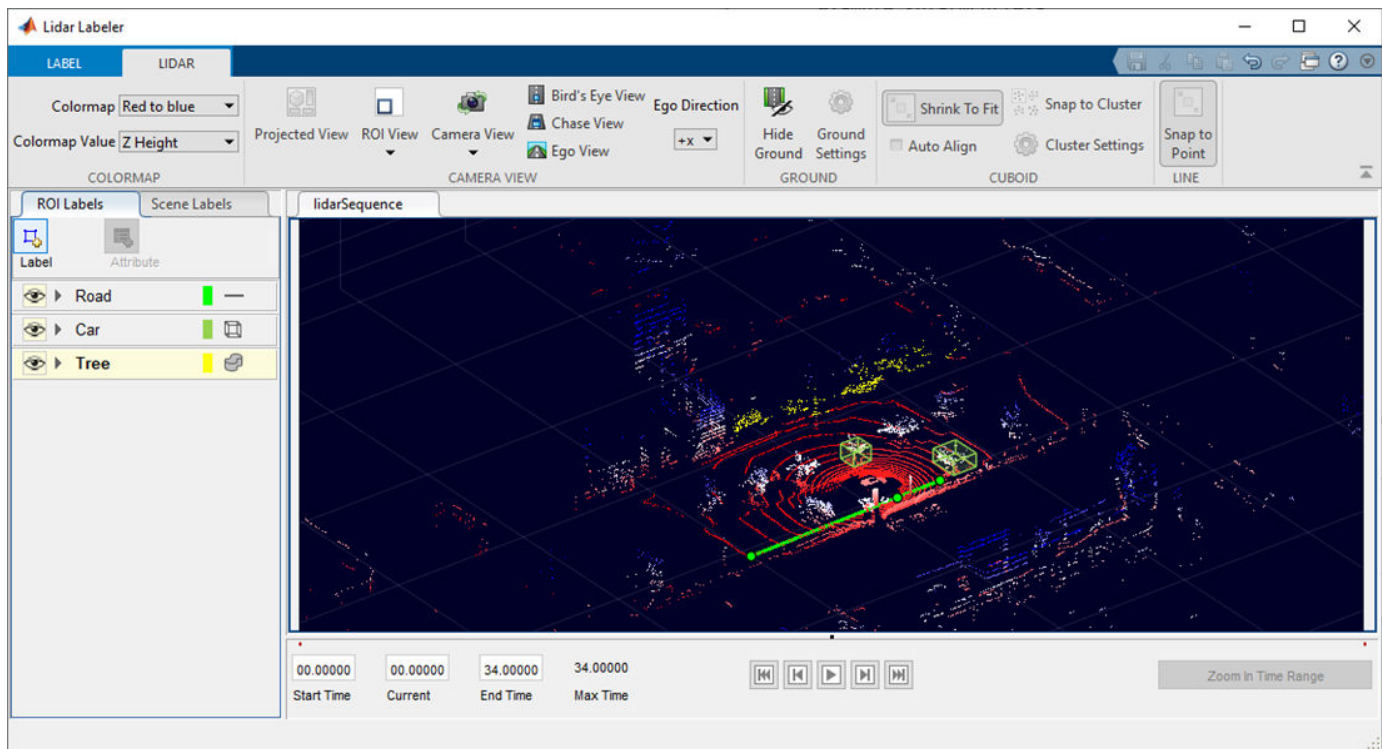 Lidar Labeler
LABEL
LIDAR
Colormap Red to blue
Colormap Value Z Height
COLORMAP
Projected View
ROI View
Camera View
Bird's Eye View
Chase View
Ego View
Ego Direction
+x
CAMERA VIEW
Hide Ground
Ground Settings
GROUND
Shrink To Fit
Auto Align
Snap to Cluster
Cluster Settings
CUBOID
Snap to Point
LINE
ROI Labels
Scene Labels
Label
Attribute
Road
Car
Tree
lidarSequence
00.00000 00.00000 34.00000 34.00000
Start Time Current End Time Max Time
Zoom In Time Range